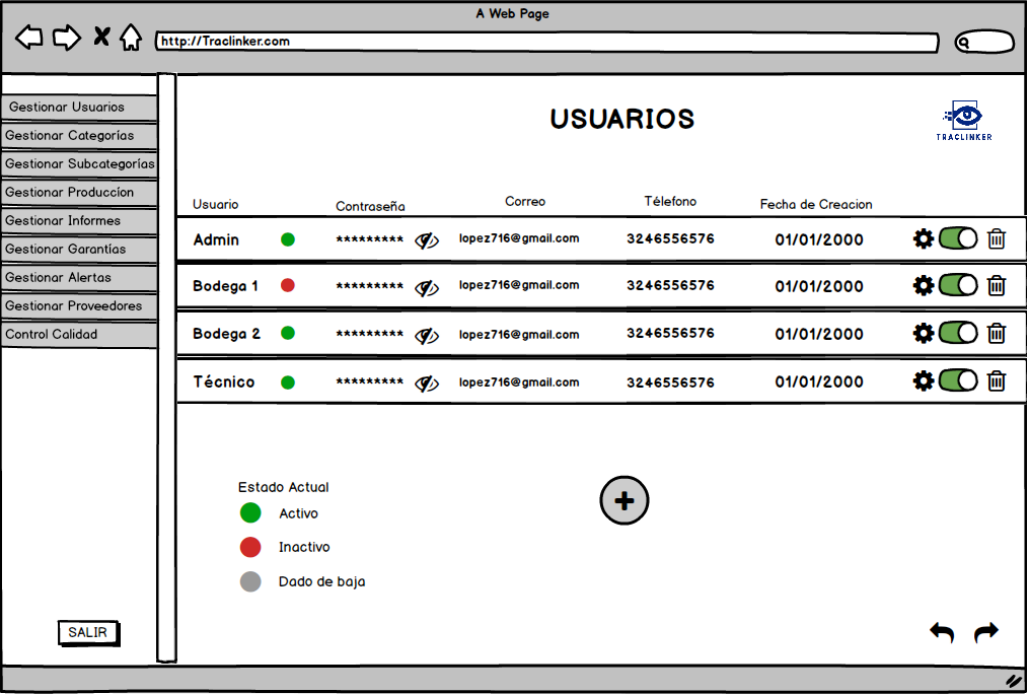 A Web Page
http://Traclinker.com
Gestionar Usuarios
Gestionar Categorías
Gestionar Subcategorías
Gestionar Produccíon
Gestionar Informes
Gestionar Garantías
Gestionar Alertas
Gestionar Proveedores
Control Calidad
SALIR
USUARIOS
TRACLINKER
Usuario Contraseña Correo Télefono Fecha de Creacion
Admin ********* lopez716@gmail.com 3246556576 01/01/2000
Bodega 1 ********* lopez716@gmail.com 3246556576 01/01/2000
Bodega 2 ********* lopez716@gmail.com 3246556576 01/01/2000
Técnico ********* lopez716@gmail.com 3246556576 01/01/2000
Estado Actual
Activo
Inactivo
Dado de baja